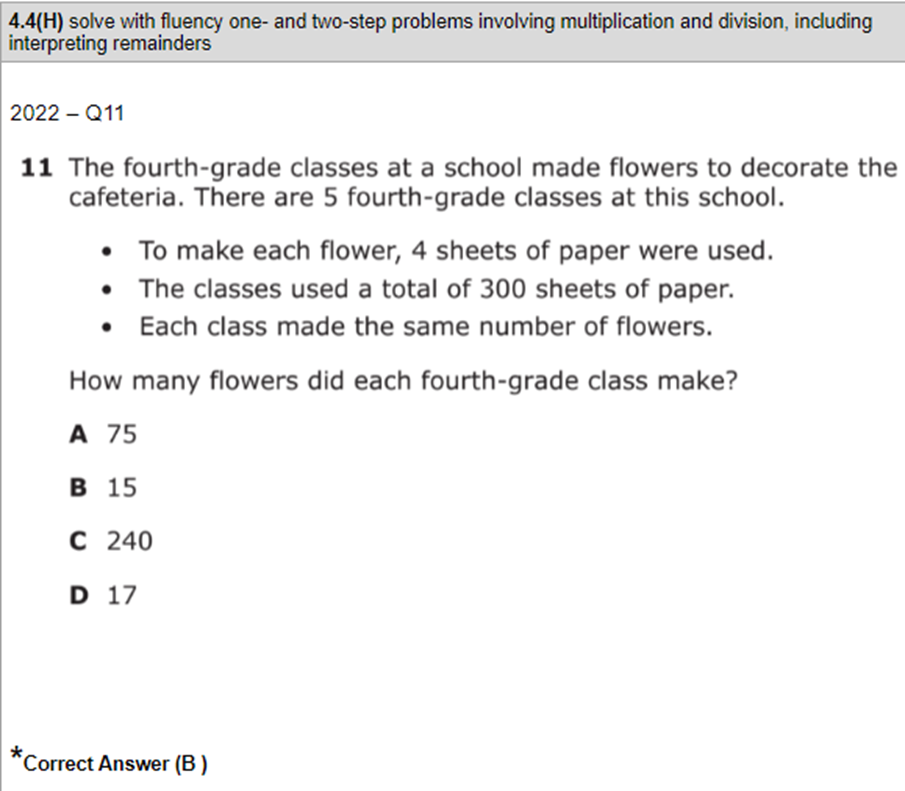 4.4(H) solve with fluency one- and two-step problems involving multiplication and division, including
interpreting remainders
2022 – Q11
11 The fourth-grade classes at a school made flowers to decorate the
cafeteria. There are 5 fourth-grade classes at this school.
• To make each flower, 4 sheets of paper were used.
• The classes used a total of 300 sheets of paper.
• Each class made the same number of flowers.
How many flowers did each fourth-grade class make?
A 75
B 15
C 240
D 17
*Correct Answer (B )